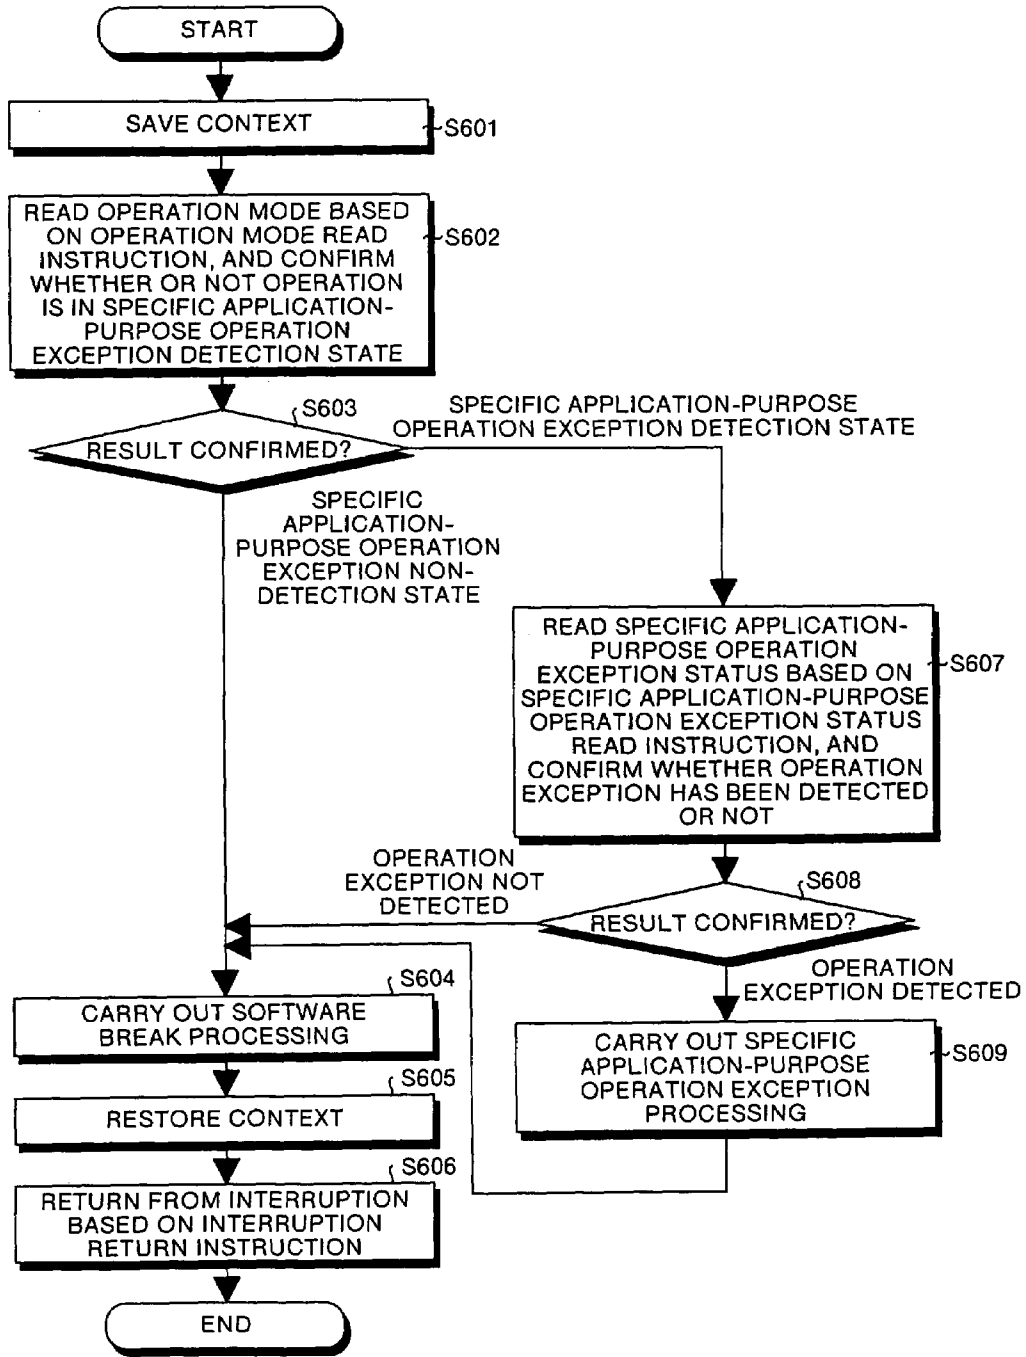 START
SAVE CONTEXT
S601
READ OPERATION MODE BASED
ON OPERATION MODE READ
INSTRUCTION, AND CONFIRM
WHETHER OR NOT OPERATION
IS IN SPECIFIC APPLICATION-
PURPOSE OPERATION
EXCEPTION DETECTION STATE
S602
S603
RESULT CONFIRMED?
SPECIFIC APPLICATION-PURPOSE
OPERATION EXCEPTION DETECTION STATE
SPECIFIC
APPLICATION-
PURPOSE OPERATION
EXCEPTION NON-
DETECTION STATE
READ SPECIFIC APPLICATION-
PURPOSE OPERATION
EXCEPTION STATUS BASED ON
SPECIFIC APPLICATION-PURPOSE
OPERATION EXCEPTION STATUS
READ INSTRUCTION, AND
CONFIRM WHETHER OPERATION
EXCEPTION HAS BEEN DETECTED
OR NOT
S607
OPERATION
EXCEPTION NOT
DETECTED
S608
RESULT CONFIRMED?
OPERATION
EXCEPTION DETECTED
S604
CARRY OUT SOFTWARE
BREAK PROCESSING
CARRY OUT SPECIFIC
APPLICATION-PURPOSE
OPERATION EXCEPTION
PROCESSING
S609
S605
RESTORE CONTEXT
S606
RETURN FROM INTERRUPTION
BASED ON INTERRUPTION
RETURN INSTRUCTION
END